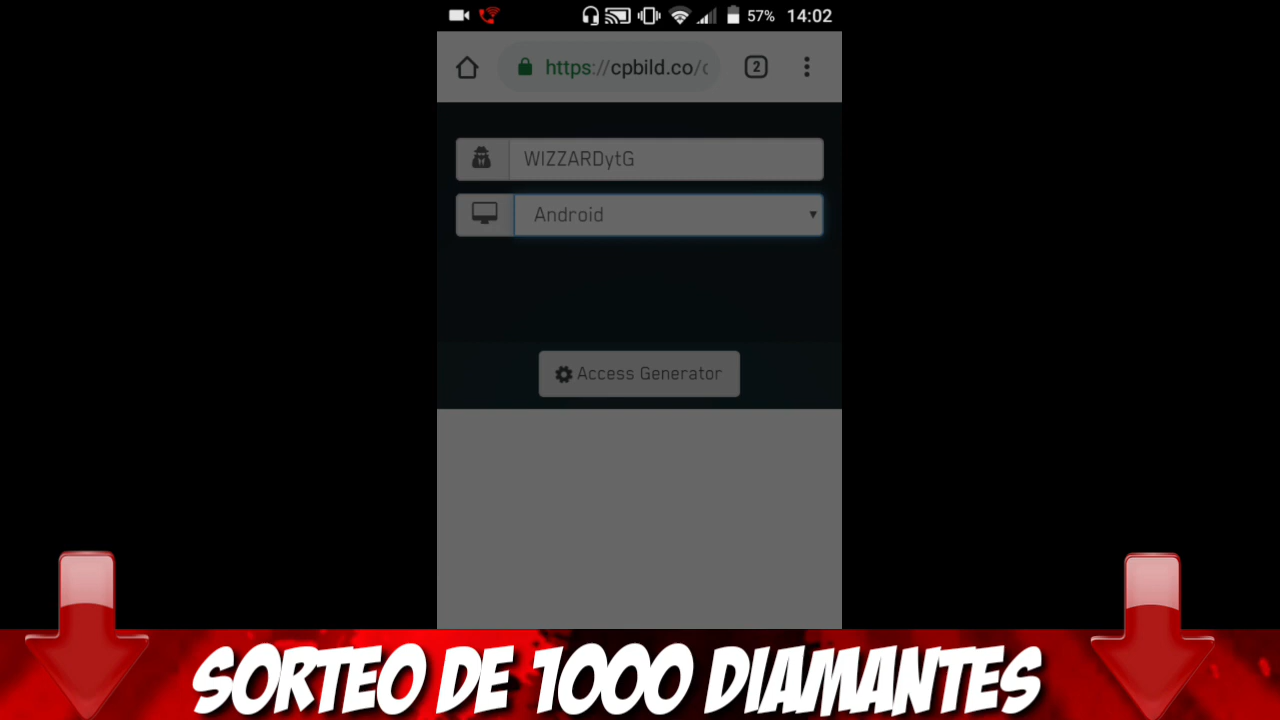 57% 14:02
https://cpbild.co/c
2
WIZZARDytG
Android
Access Generator
SORTEO DE 1000 DIAMANTES